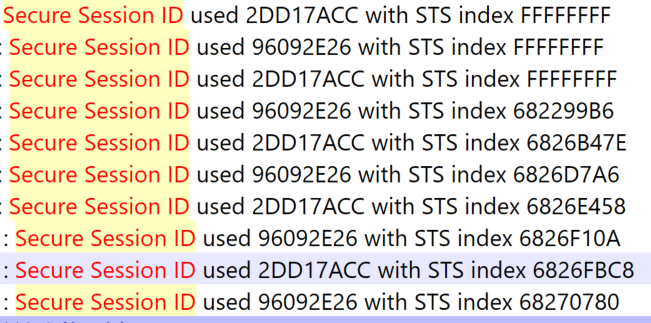 Secure Session ID used 2DD17ACC with STS index FFFFFFFF
: Secure Session ID used 96092E26 with STS index FFFFFFFF
: Secure Session ID used 2DD17ACC with STS index FFFFFFFF
: Secure Session ID used 96092E26 with STS index 682299B6
: Secure Session ID used 2DD17ACC with STS index 6826B47E
: Secure Session ID used 96092E26 with STS index 6826D7A6
: Secure Session ID used 2DD17ACC with STS index 6826E458
: Secure Session ID used 96092E26 with STS index 6826F10A
: Secure Session ID used 2DD17ACC with STS index 6826FBC8
: Secure Session ID used 96092E26 with STS index 68270780